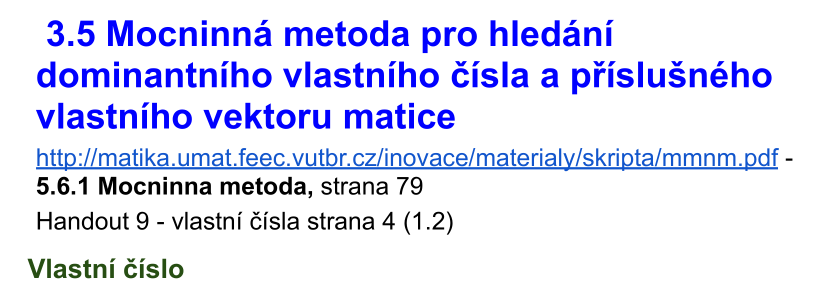 3.5 Mocninná metoda pro hledání
dominantního vlastního čísla a příslušného
vlastního vektoru matice
http://matika.umat.feec.vutbr.cz/inovace/materialy/skripta/mmnm.pdf -
5.6.1 Mocninna metoda, strana 79
Handout 9 - vlastní čísla strana 4 (1.2)
Vlastní číslo